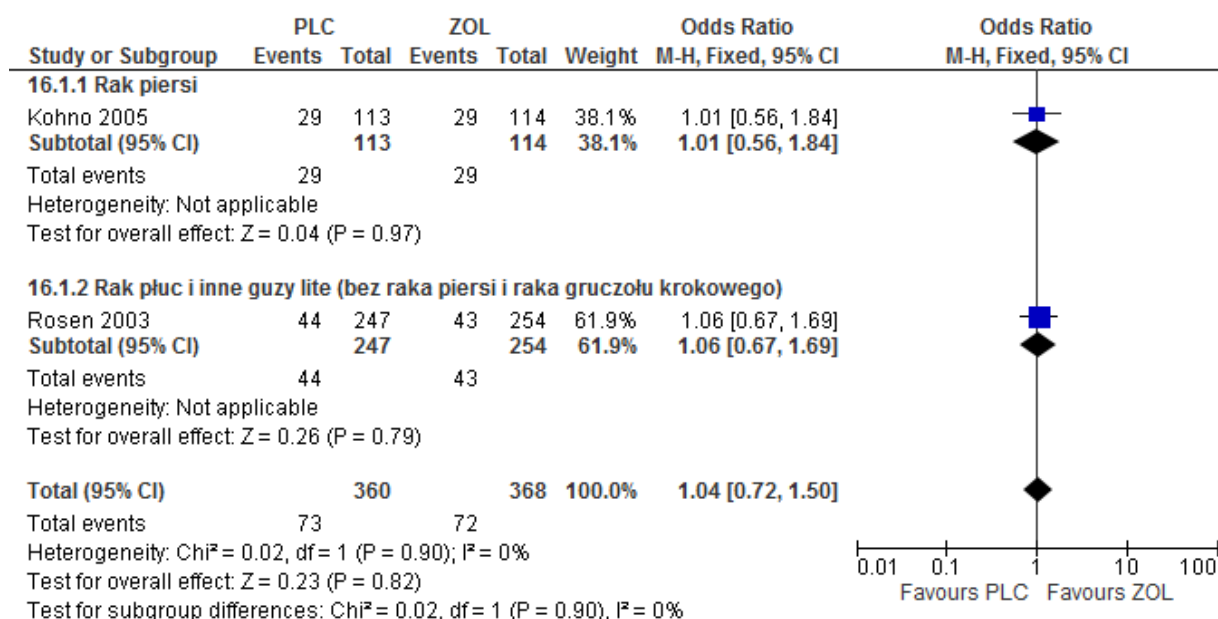 PLC ZOL Odds Ratio Odds Ratio
Study or Subgroup Events Total Events Total Weight M-H, Fixed, 95% CI M-H, Fixed, 95% CI
16.1.1 Rak piersi
Kohno 2005 29 113 29 114 38.1% 1.01 [0.56, 1.84]
Subtotal (95% CI) 113 114 38.1% 1.01 [0.56, 1.84]
Total events 29 29
Heterogeneity: Not applicable
Test for overall effect: Z = 0.04 (P = 0.97)
16.1.2 Rak płuc i inne guzy lite (bez raka piersi i raka gruczołu krokowego)
Rosen 2003 44 247 43 254 61.9% 1.06 [0.67, 1.69]
Subtotal (95% CI) 247 254 61.9% 1.06 [0.67, 1.69]
Total events 44 43
Heterogeneity: Not applicable
Test for overall effect: Z = 0.26 (P = 0.79)
Total (95% CI) 360 368 100.0% 1.04 [0.72, 1.50]
Total events 73 72
Heterogeneity: Chi² = 0.02, df = 1 (P = 0.90); I² = 0%
Test for overall effect: Z = 0.23 (P = 0.82)
Test for subgroup differences: Chi² = 0.02, df = 1 (P = 0.90), I² = 0%
0.01 0.1 1 10 100
Favours PLC Favours ZOL